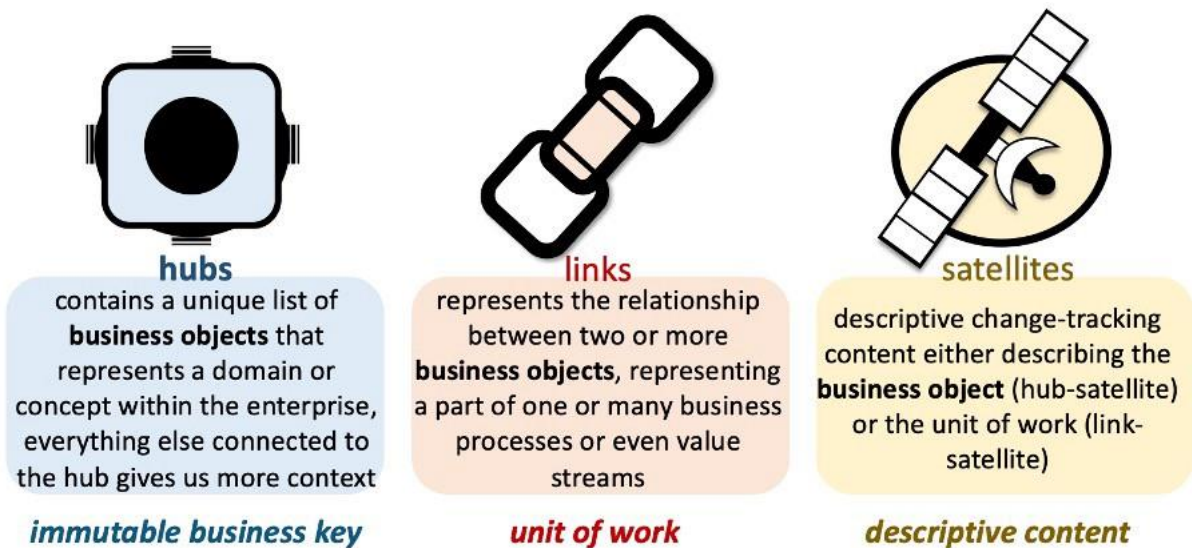 hubs
contains a unique list of
business objects that
represents a domain or
concept within the enterprise,
everything else connected to
the hub gives us more context
immutable business key
links
represents the relationship
between two or more
business objects, representing
a part of one or many business
processes or even value
streams
unit of work
satellites
descriptive change-tracking
content either describing the
business object (hub-satellite)
or the unit of work (link-
satellite)
descriptive content